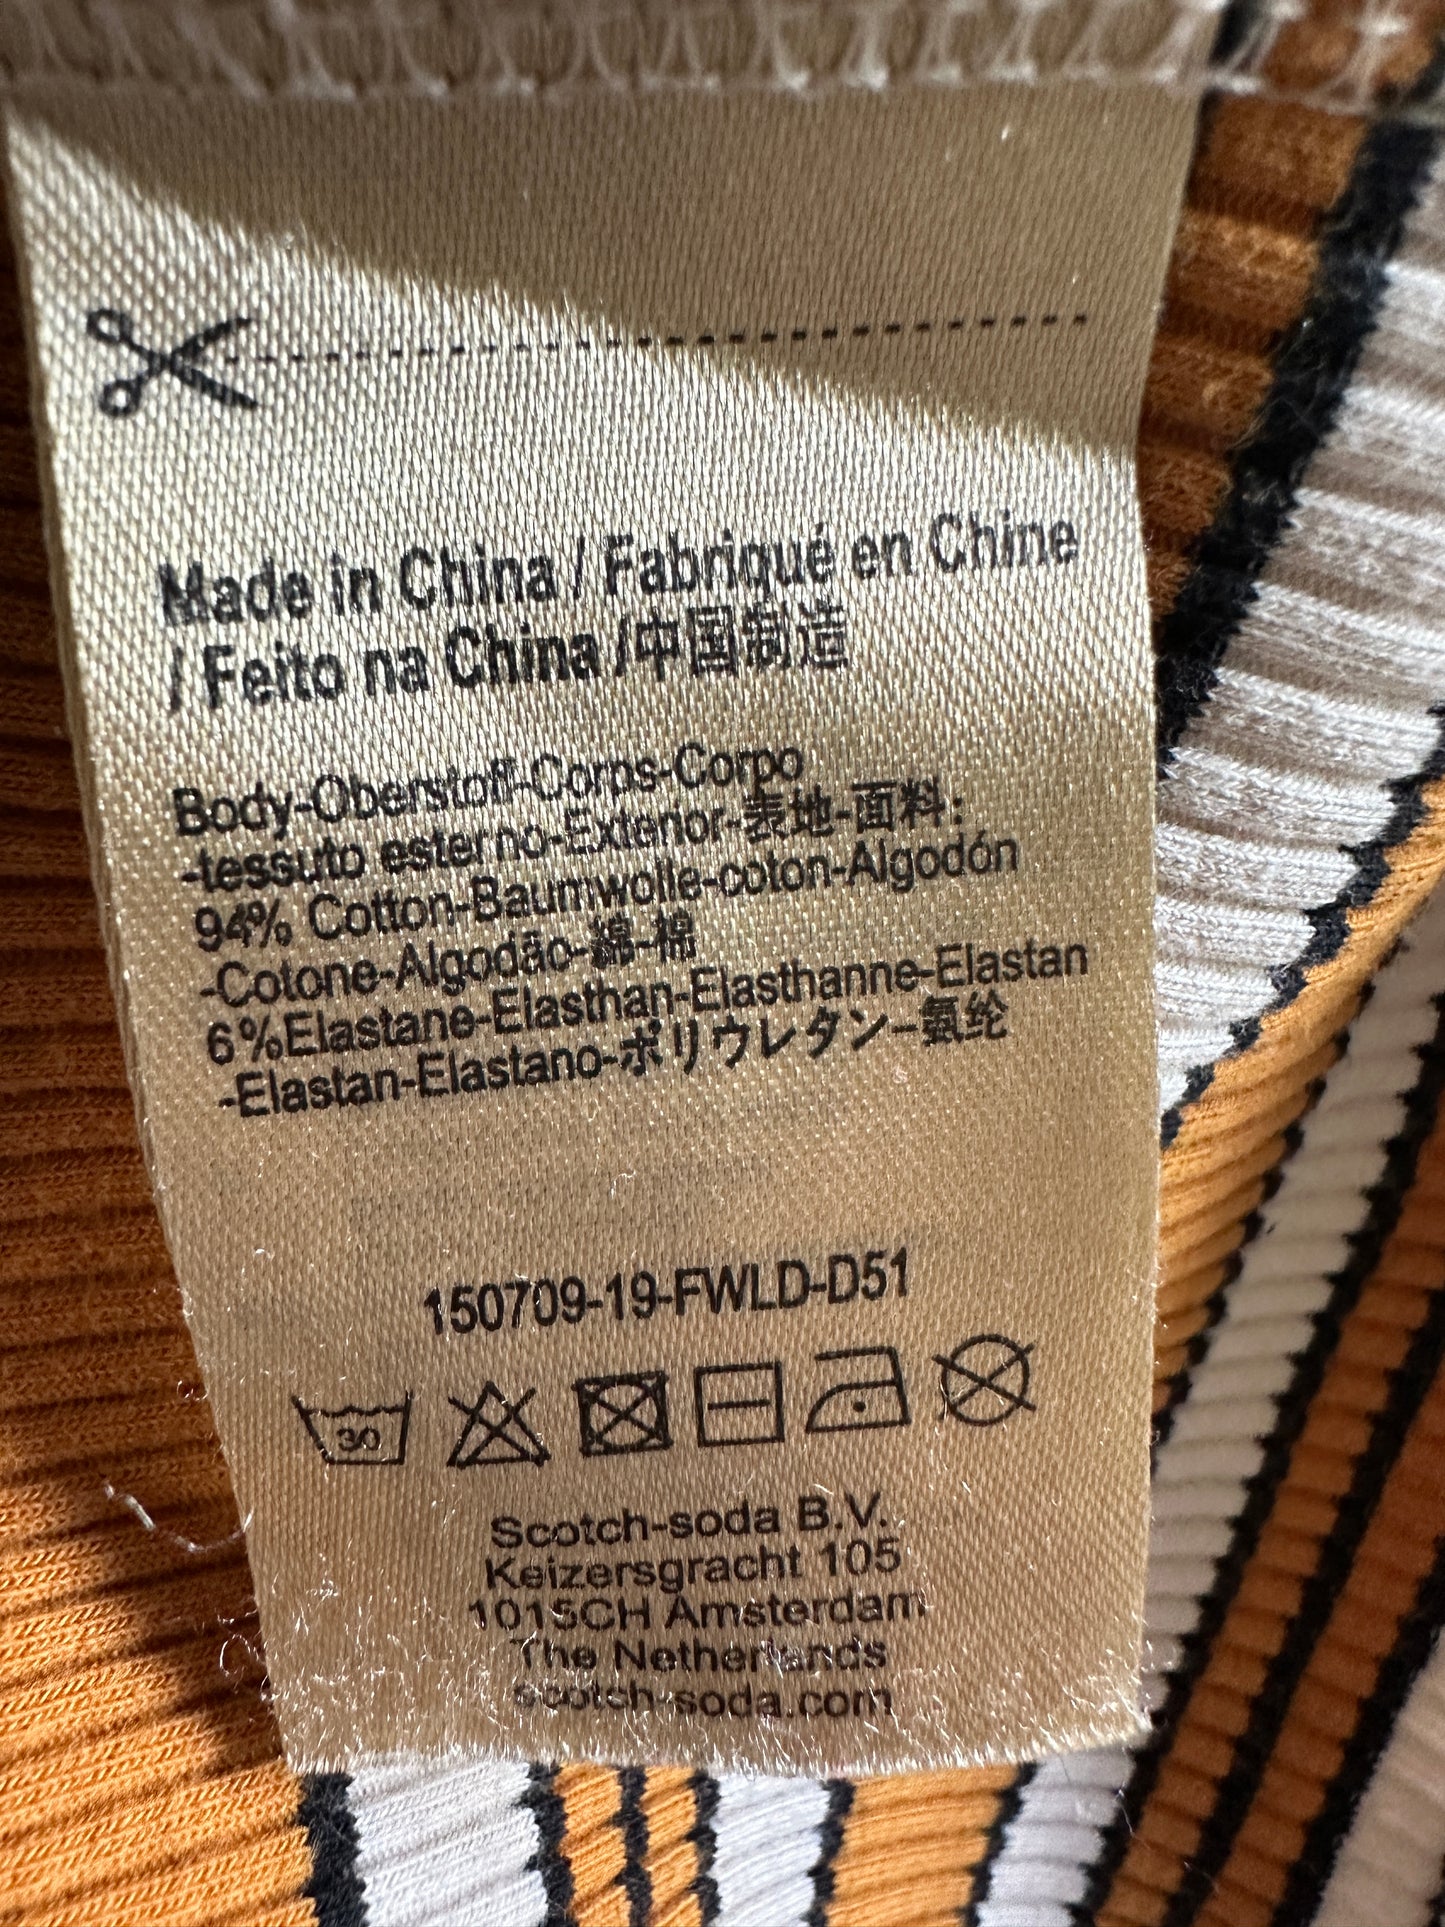 Made in China / Fabriqué en Chine
/ Feito na China /中国制造
Body-Oberstoff-Corps-Corpo
-tessuto esterno-Exterior-表地-面料:
94% Cotton-Baumwolle-coton-Algodón
-Cotone-Algodão-綿-棉
6%Elastane-Elasthan-Elasthanne-Elastan
-Elastan-Elastano-ポリウレタン-氨纶
150709-19-FWLD-D51
30
Scotch-soda B.V.
Keizersgracht 105
1015CH Amsterdam
The Netherlands
scotch-soda.com